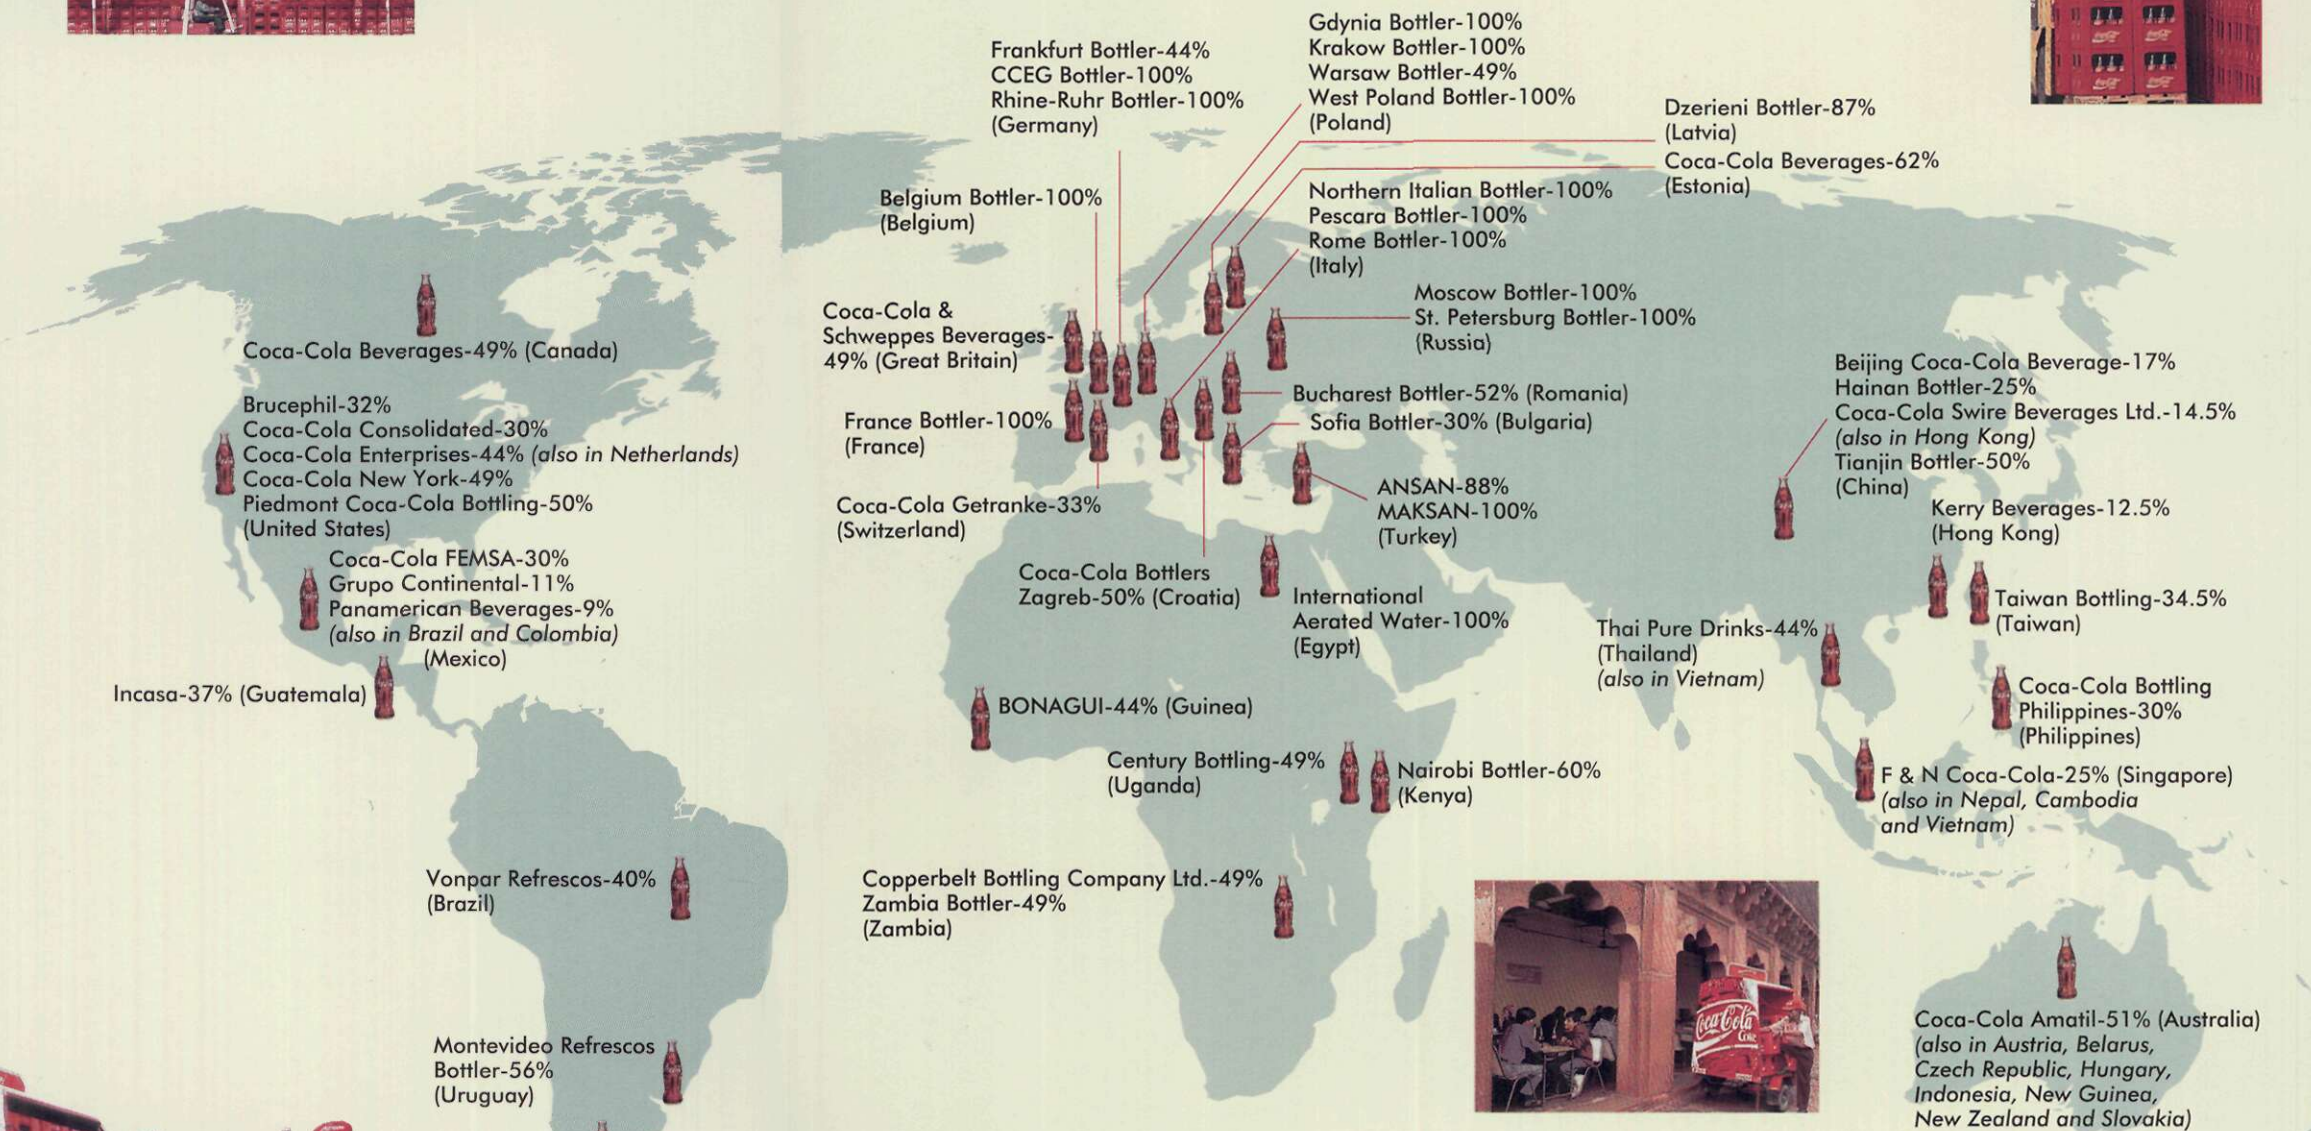 Gdynia Bottler-100%
Krakow Bottler-100%
Warsaw Bottler-49%
West Poland Bottler-100%
(Poland)
Frankfurt Bottler-44%
CCEG Bottler-100%
Rhine-Ruhr Bottler-100%
(Germany)
Dzerieni Bottler-87%
(Latvia)
Coca-Cola Beverages-62%
(Estonia)
Belgium Bottler-100%
(Belgium)
Northern Italian Bottler-100%
Pescara Bottler-100%
Rome Bottler-100%
(Italy)
Moscow Bottler-100%
St. Petersburg Bottler-100%
(Russia)
Coca-Cola &
Schweppes Beverages-
49% (Great Britain)
Coca-Cola Beverages-49% (Canada)
Brucephil-32%
Coca-Cola Consolidated-30%
Coca-Cola Enterprises-44% (also in Netherlands)
Coca-Cola New York-49%
Piedmont Coca-Cola Bottling-50%
(United States)
Bucharest Bottler-52% (Romania)
Sofia Bottler-30% (Bulgaria)
France Bottler-100%
(France)
Beijing Coca-Cola Beverage-17%
Hainan Bottler-25%
Coca-Cola Swire Beverages Ltd.-14.5%
(also in Hong Kong)
Tianjin Bottler-50%
(China)
Coca-Cola Getranke-33%
(Switzerland)
ANSAN-88%
MAKSAN-100%
(Turkey)
Kerry Beverages-12.5%
(Hong Kong)
Coca-Cola FEMSA-30%
Grupo Continental-11%
Panamerican Beverages-9%
(also in Brazil and Colombia)
(Mexico)
Coca-Cola Bottlers
Zagreb-50% (Croatia)
International
Aerated Water-100%
(Egypt)
Taiwan Bottling-34.5%
(Taiwan)
Thai Pure Drinks-44%
(Thailand)
(also in Vietnam)
Incasa-37% (Guatemala)
BONAGUI-44% (Guinea)
Coca-Cola Bottling
Philippines-30%
(Philippines)
Century Bottling-49%
(Uganda)
Nairobi Bottler-60%
(Kenya)
F & N Coca-Cola-25% (Singapore)
(also in Nepal, Cambodia
and Vietnam)
Vonpar Refrescos-40%
(Brazil)
Copperbelt Bottling Company Ltd.-49%
Zambia Bottler-49%
(Zambia)
Coca-Cola
Coke
Montevideo Refrescos
Bottler-56%
(Uruguay)
Coca-Cola Amatil-51% (Australia)
(also in Austria, Belarus,
Czech Republic, Hungary,
Indonesia, New Guinea,
New Zealand and Slovakia)